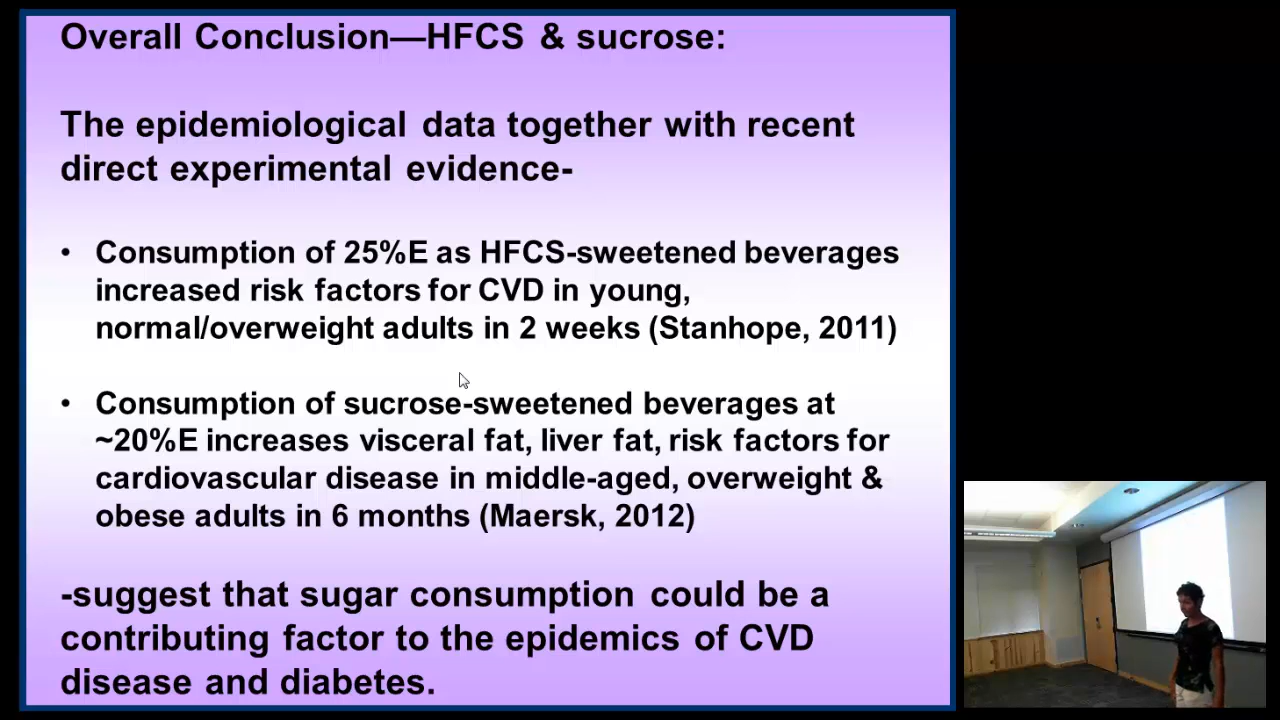 Overall Conclusion—HFCS & sucrose:
The epidemiological data together with recent
direct experimental evidence-
• Consumption of 25%E as HFCS-sweetened beverages
increased risk factors for CVD in young,
normal/overweight adults in 2 weeks (Stanhope, 2011)
• Consumption of sucrose-sweetened beverages at
~20%E increases visceral fat, liver fat, risk factors for
cardiovascular disease in middle-aged, overweight &
obese adults in 6 months (Maersk, 2012)
-suggest that sugar consumption could be a
contributing factor to the epidemics of CVD
disease and diabetes.